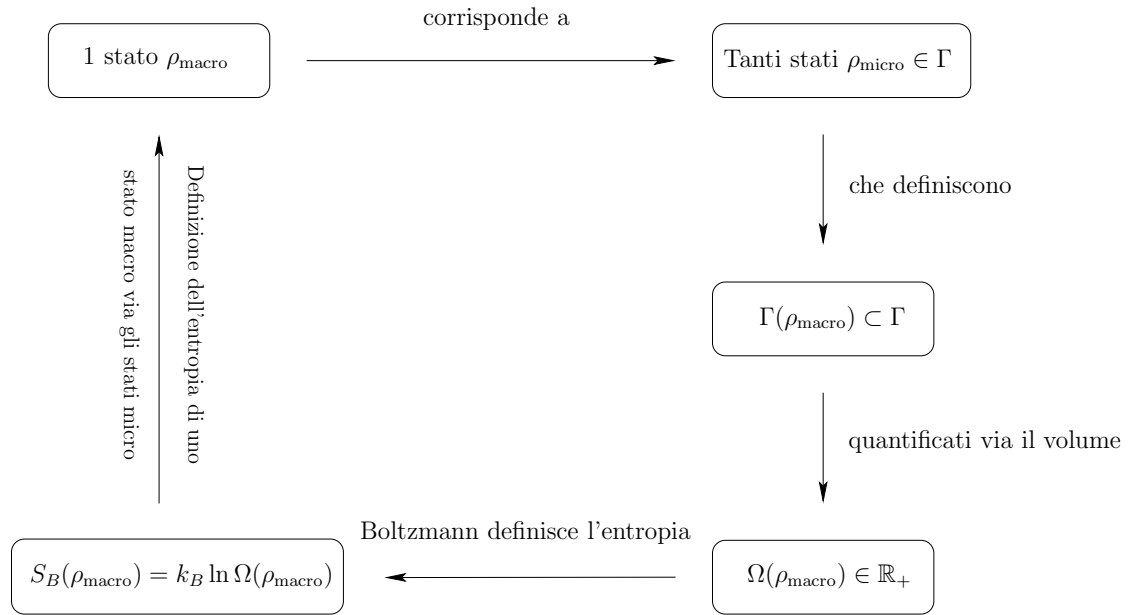 corrisponde a
1 stato ρ_macro
Tanti stati ρ_micro ∈ Γ
che definiscono
Γ(ρ_macro) ⊂ Γ
quantificati via il volume
Ω(ρ_macro) ∈ ℝ₊
Boltzmann definisce l'entropia
S_B(ρ_macro) = k_B ln Ω(ρ_macro)
Definizione dell'entropia di uno
stato macro via gli stati micro